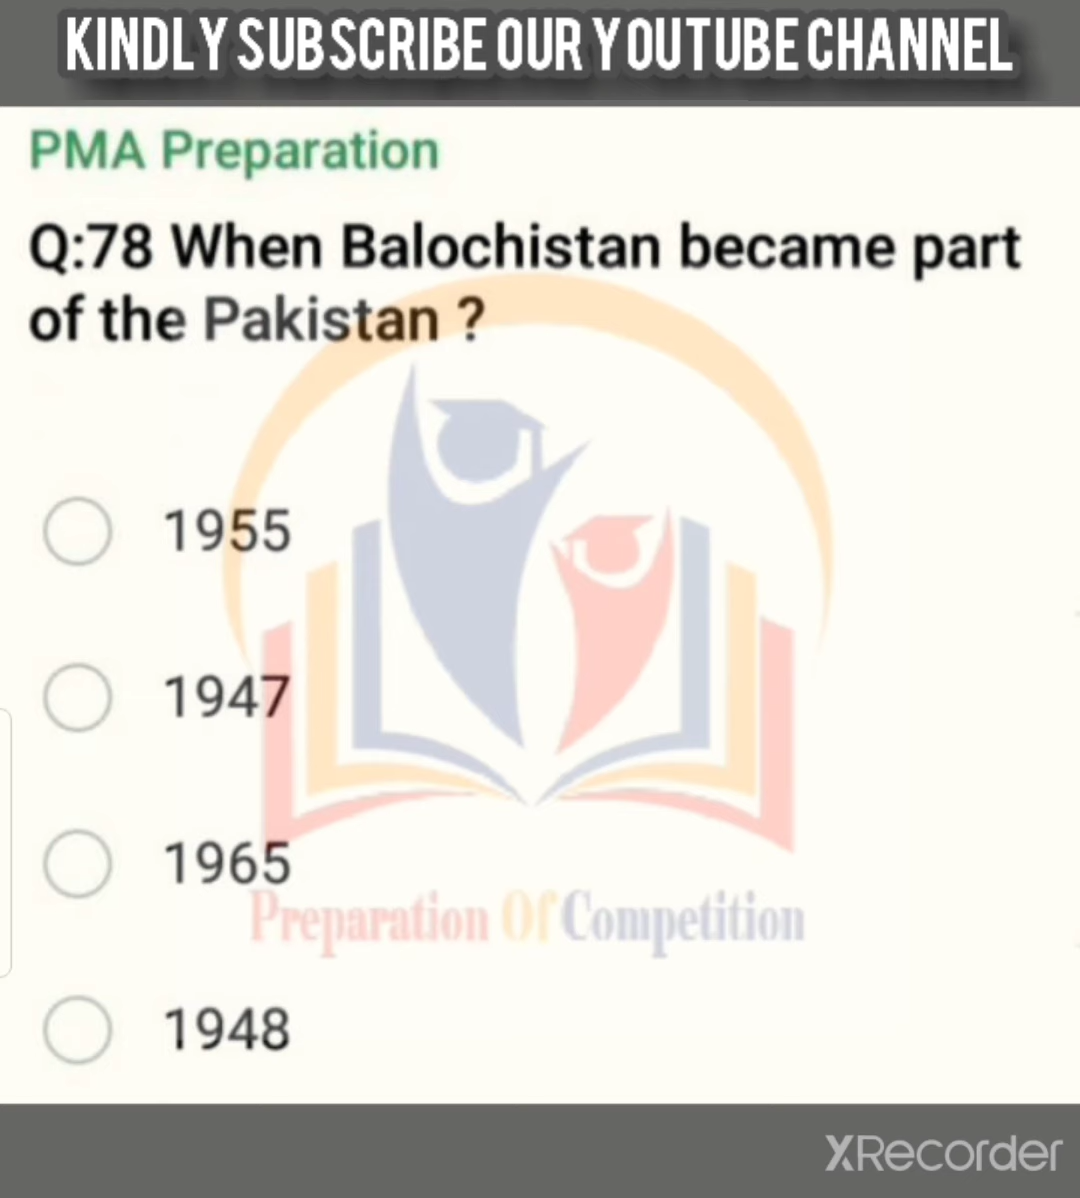 KINDLY SUBSCRIBE OUR YOUTUBE CHANNEL
PMA Preparation
Q:78 When Balochistan became part
of the Pakistan ?
1955
1947
1965
Preparation Of Competition
1948
XRecorder